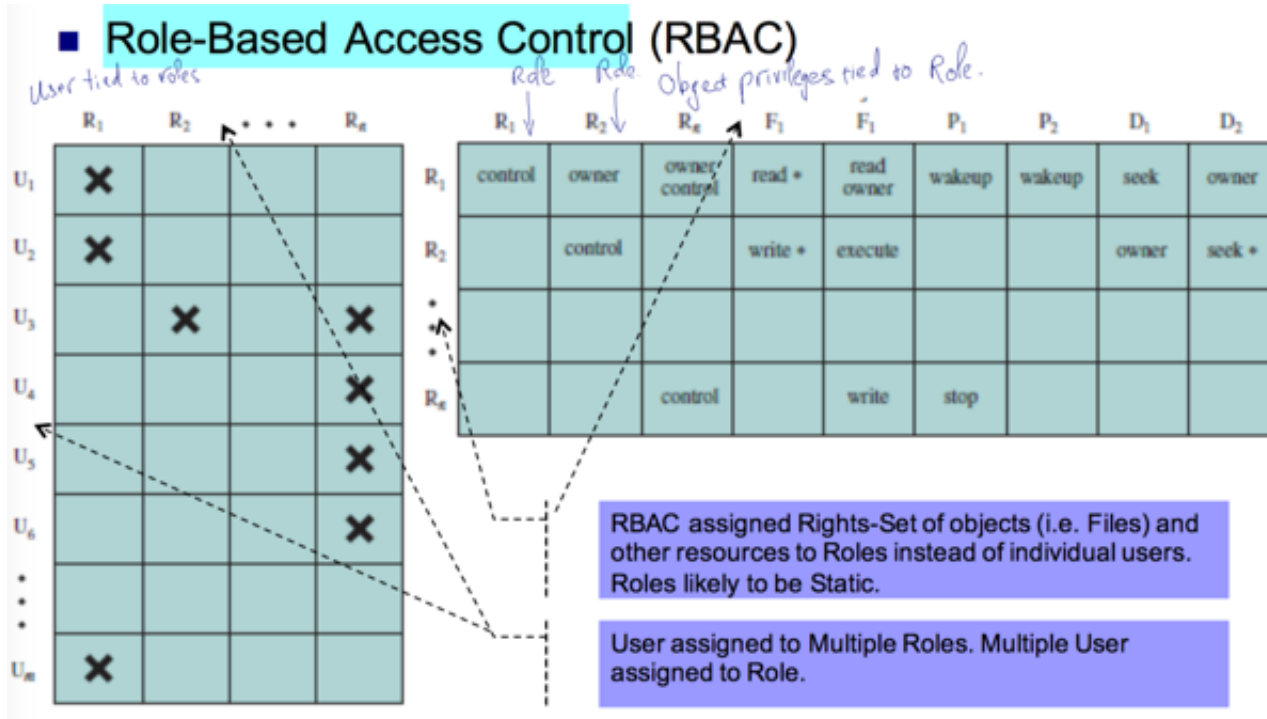 ■ Role-Based Access Control (RBAC)
User tied to roles
Role Role Object privileges tied to Role.
R1 R2 • • • Rn
U1 ✕
U2 ✕
U3 ✕ ✕
U4 ✕
U5 ✕
U6 ✕
•
•
•
Um ✕
R1 R2 Rn F1 F1 P1 P2 D1 D2
R1 control owner owner control read * read owner wakeup wakeup seek owner
R2 control write * execute owner seek *
•
•
•
Rn control write stop
RBAC assigned Rights-Set of objects (i.e. Files) and
other resources to Roles instead of individual users.
Roles likely to be Static.
User assigned to Multiple Roles. Multiple User
assigned to Role.